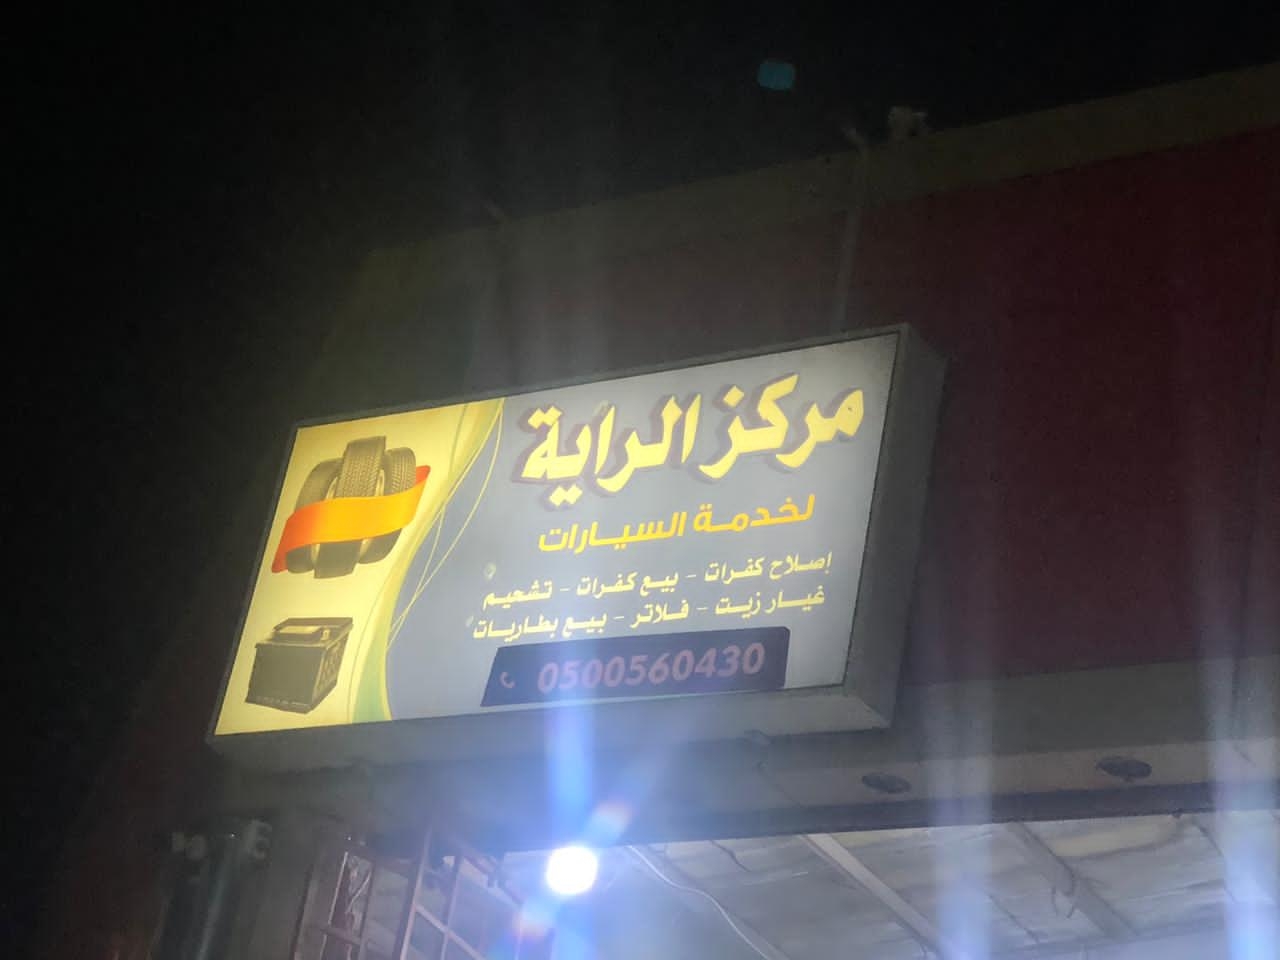 مركز الراية
لخدمة السيارات
إصلاح كفرات - بيع كفرات - تشحيم
غيار زيت - فلاتر - بيع بطاريات
0500560430